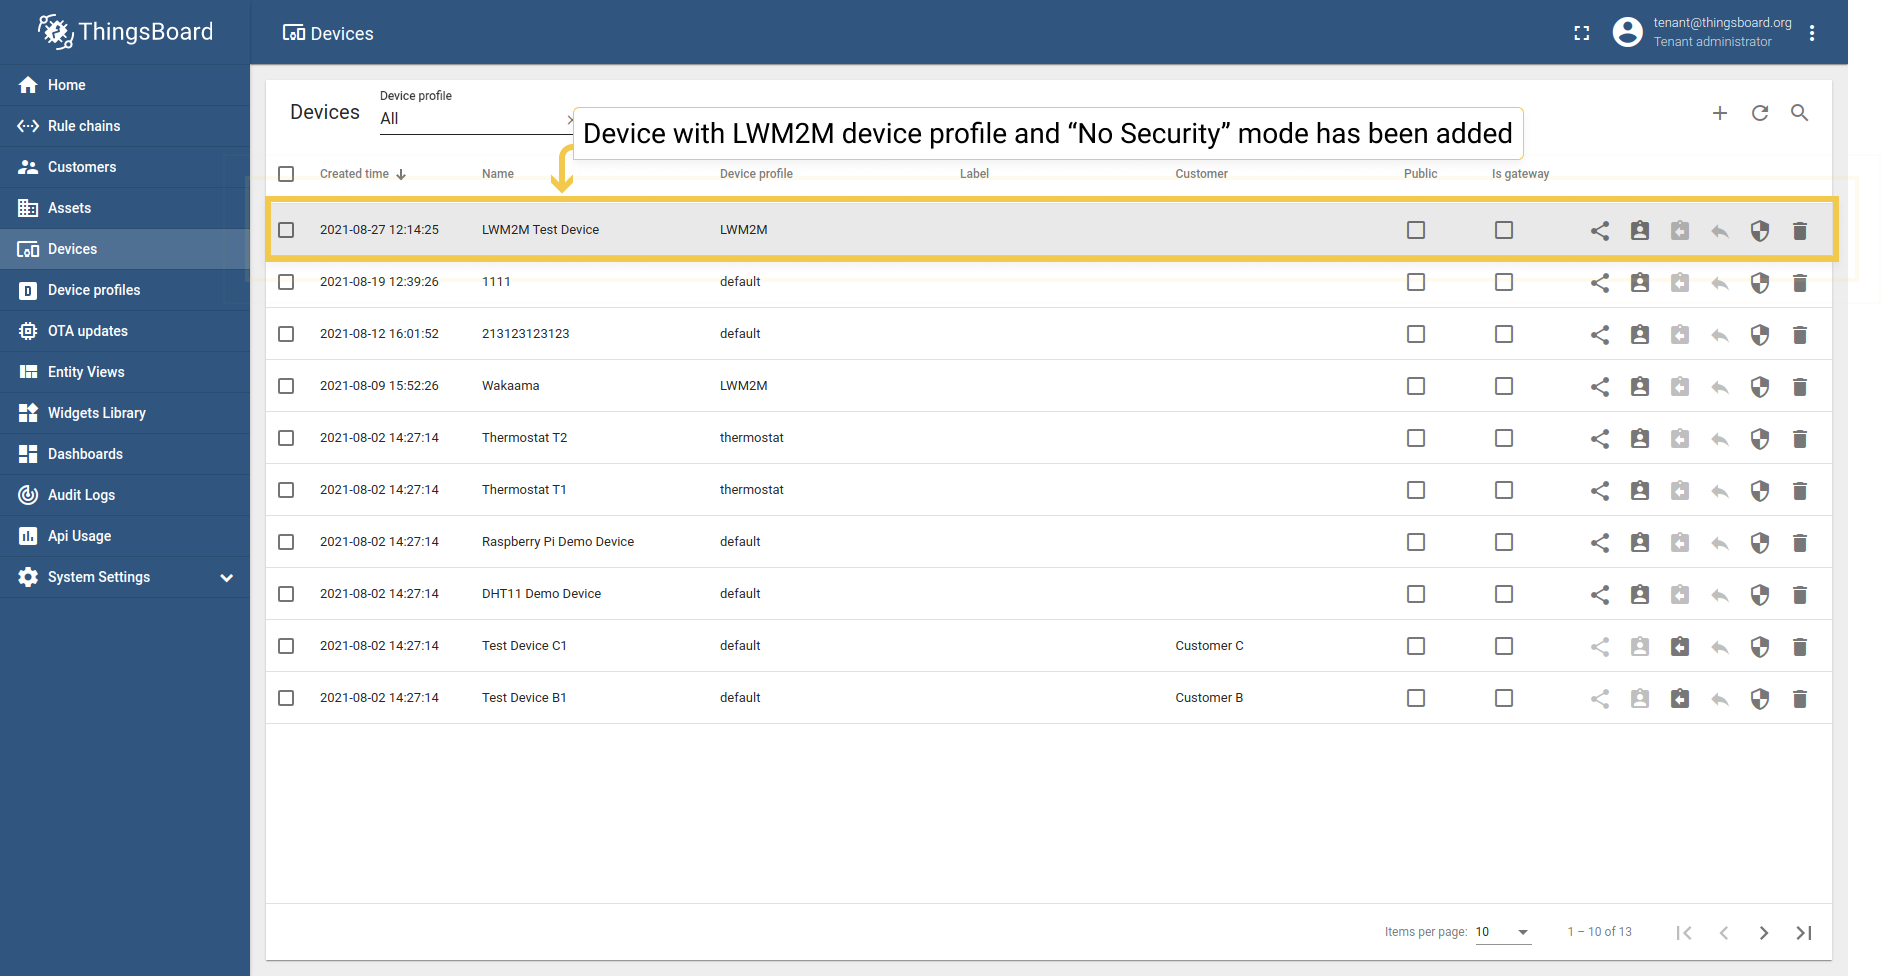 ThingsBoard
Devices
tenant@thingsboard.org
Tenant administrator
Home
Rule chains
Customers
Assets
Devices
Device profiles
OTA updates
Entity Views
Widgets Library
Dashboards
Audit Logs
Api Usage
System Settings
Devices
Device profile
All
Device with LWM2M device profile and “No Security” mode has been added
Created time Name Device profile Label Customer Public Is gateway
2021-08-27 12:14:25 LWM2M Test Device LWM2M
2021-08-19 12:39:26 1111 default
2021-08-12 16:01:52 213123123123 default
2021-08-09 15:52:26 Wakaama LWM2M
2021-08-02 14:27:14 Thermostat T2 thermostat
2021-08-02 14:27:14 Thermostat T1 thermostat
2021-08-02 14:27:14 Raspberry Pi Demo Device default
2021-08-02 14:27:14 DHT11 Demo Device default
2021-08-02 14:27:14 Test Device C1 default Customer C
2021-08-02 14:27:14 Test Device B1 default Customer B
Items per page: 10 1 – 10 of 13